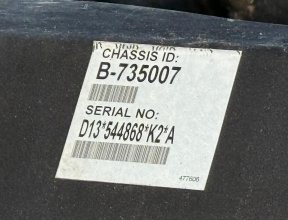 CHASSIS ID:
B-735007
SERIAL NO:
D13*544868*K2*A
477606